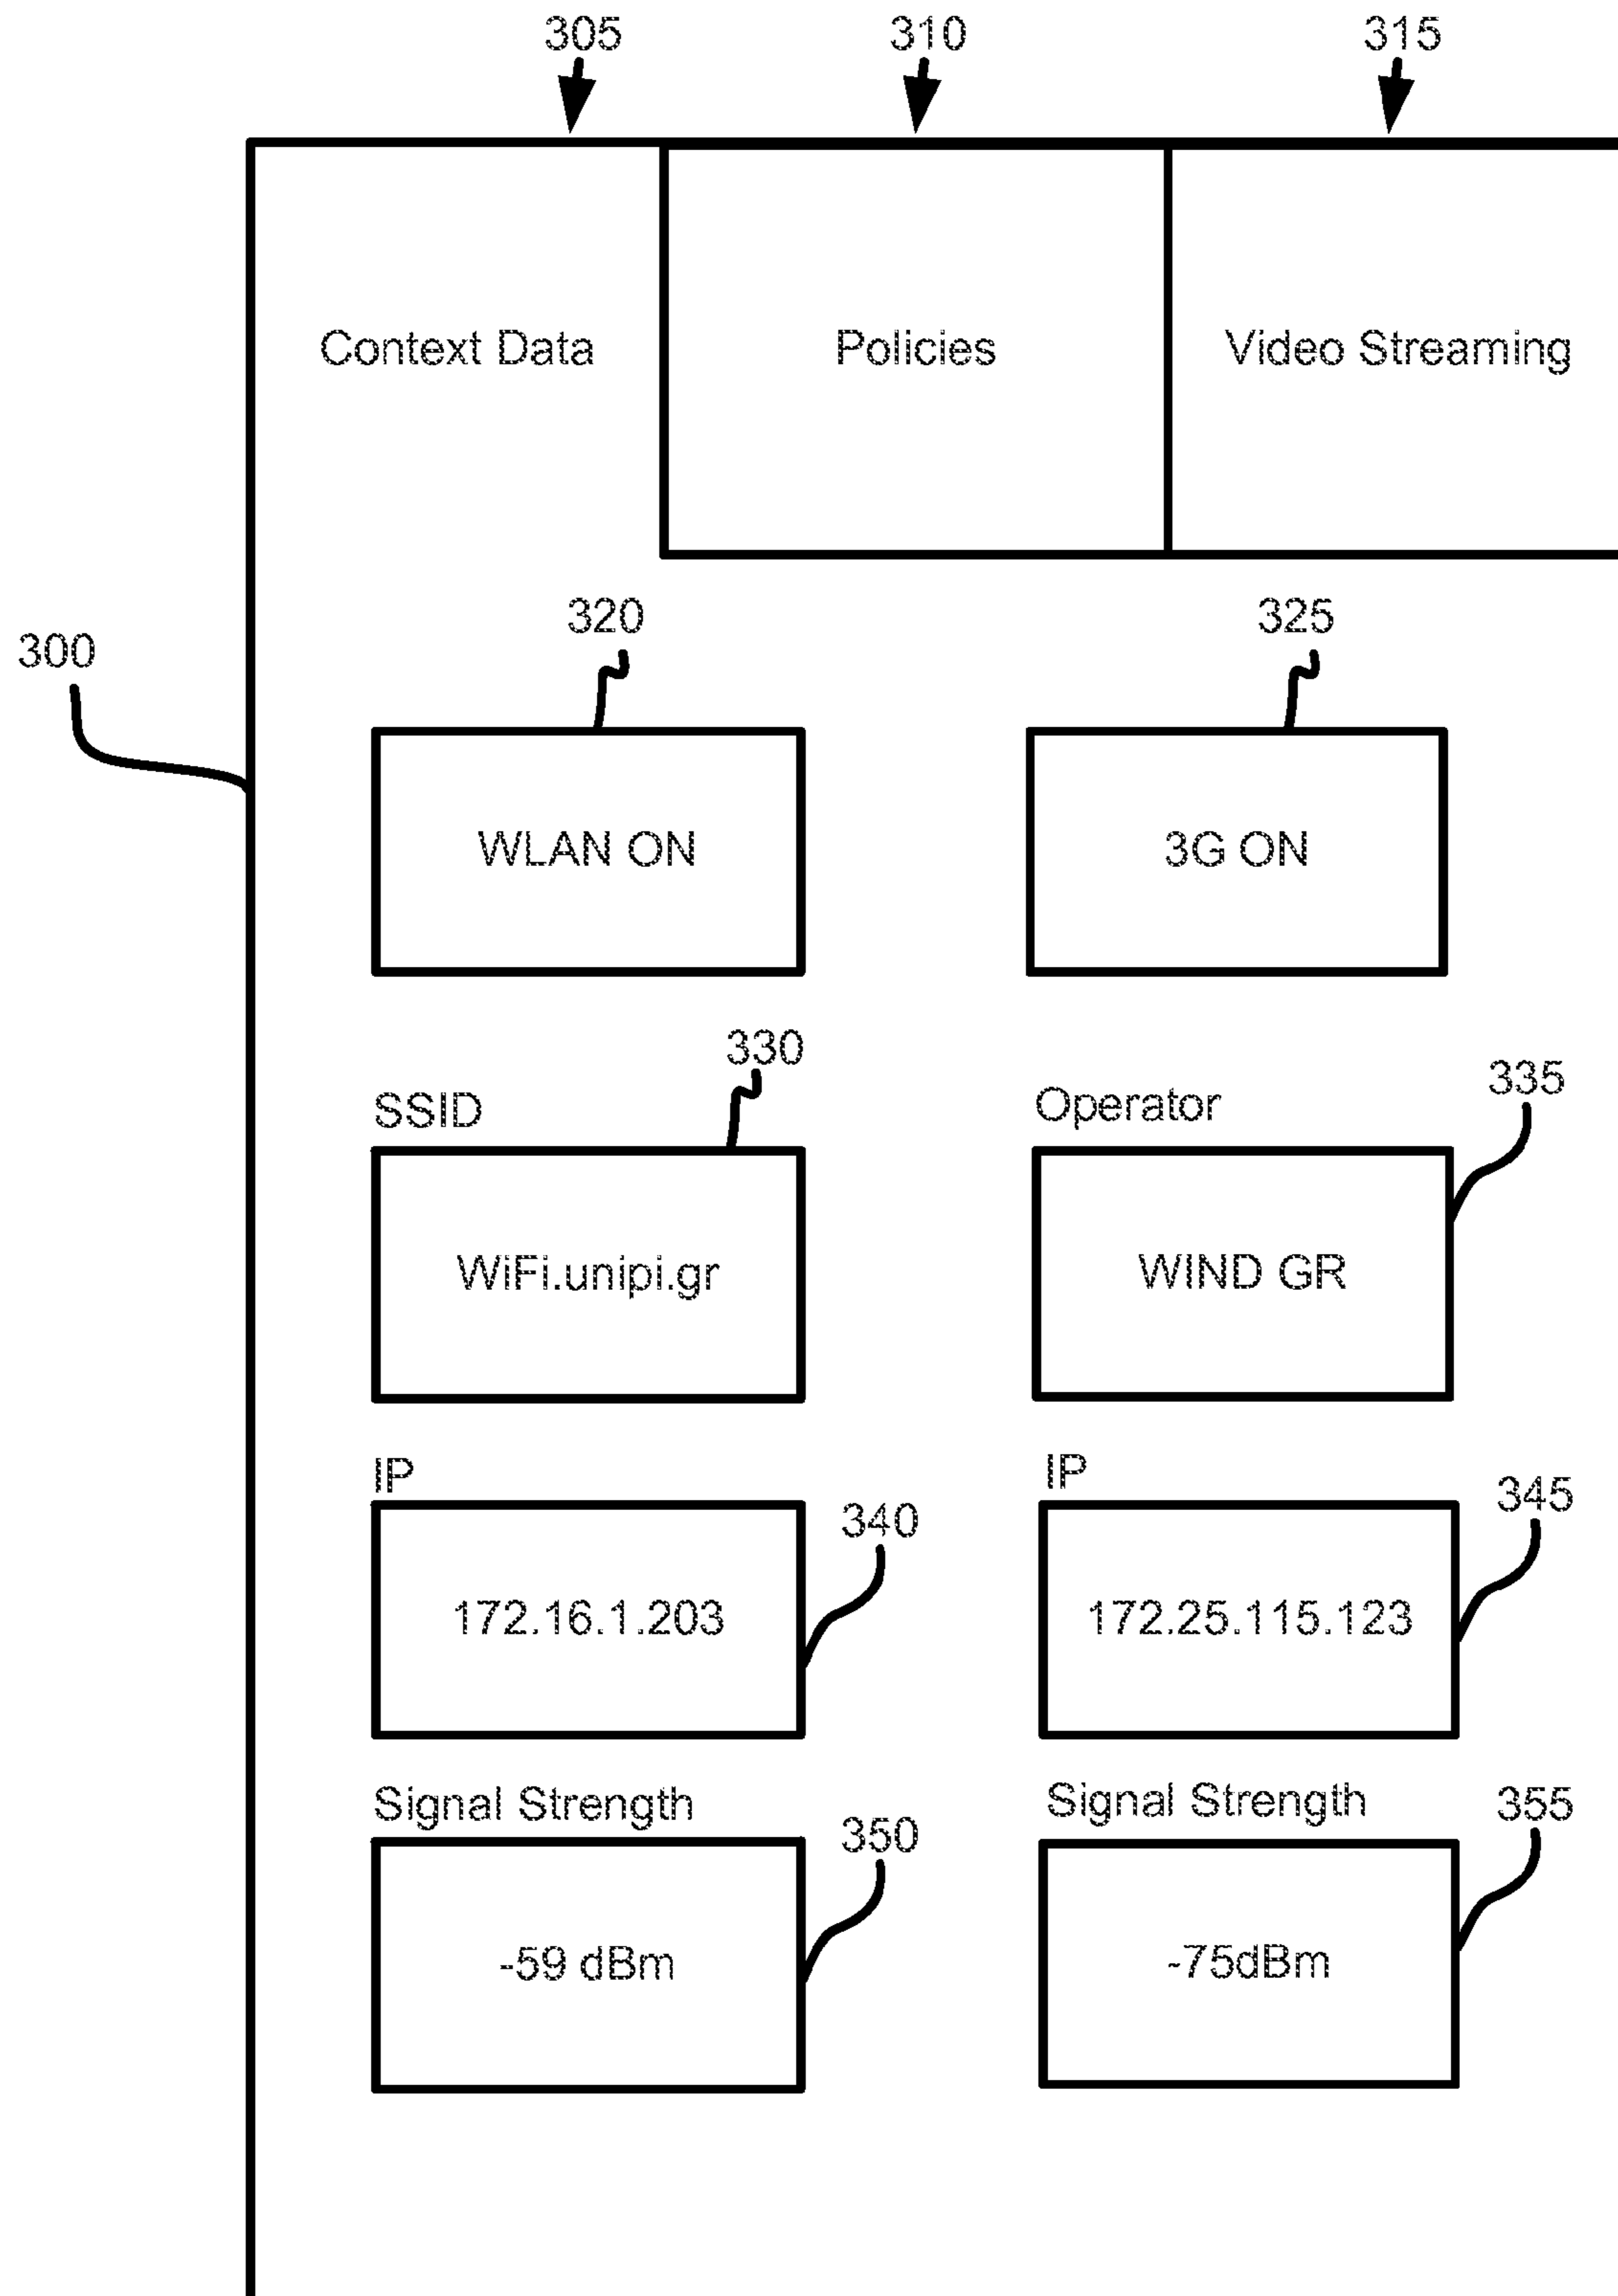 305 310 315
Context Data Policies Video Streaming
320 325
300
WLAN ON 3G ON
330
335
SSID Operator
WiFi.unipi.gr WIND GR
IP IP
340 345
172.16.1.203 172.25.115.123
Signal Strength Signal Strength
350 355
-59 dBm -75dBm